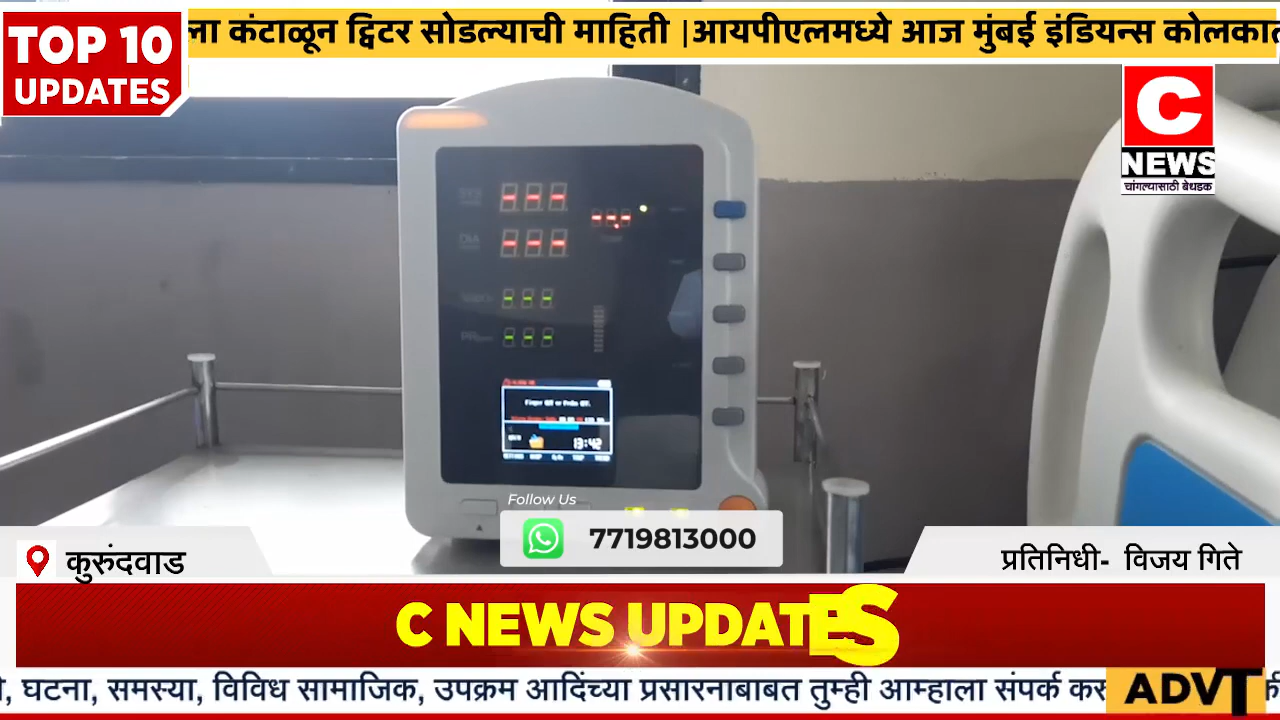 TOP 10
UPDATES
ला कंटाळून ट्विटर सोडल्याची माहिती |आयपीएलमध्ये आज मुंबई इंडियन्स कोलकात
C
NEWS
चांगल्यासाठी बेधडक
DIA
13:42
Follow Us
7719813000
कुरुंदवाड
प्रतिनिधी- विजय गिते
C NEWS UPDATES
, घटना, समस्या, विविध सामाजिक, उपक्रम आदिंच्या प्रसारनाबाबत तुम्ही आम्हाला संपर्क कर
ADVT